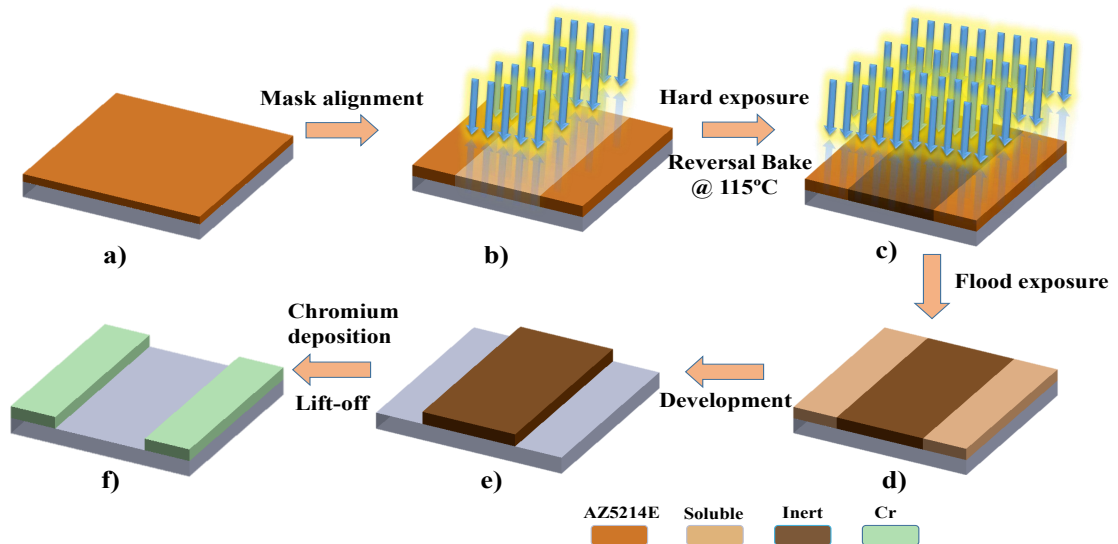 Mask alignment
Hard exposure
Reversal Bake
@ 115ºC
a)
b)
c)
Flood exposure
Chromium
deposition
Lift-off
Development
f)
e)
d)
AZ5214E
Soluble
Inert
Cr